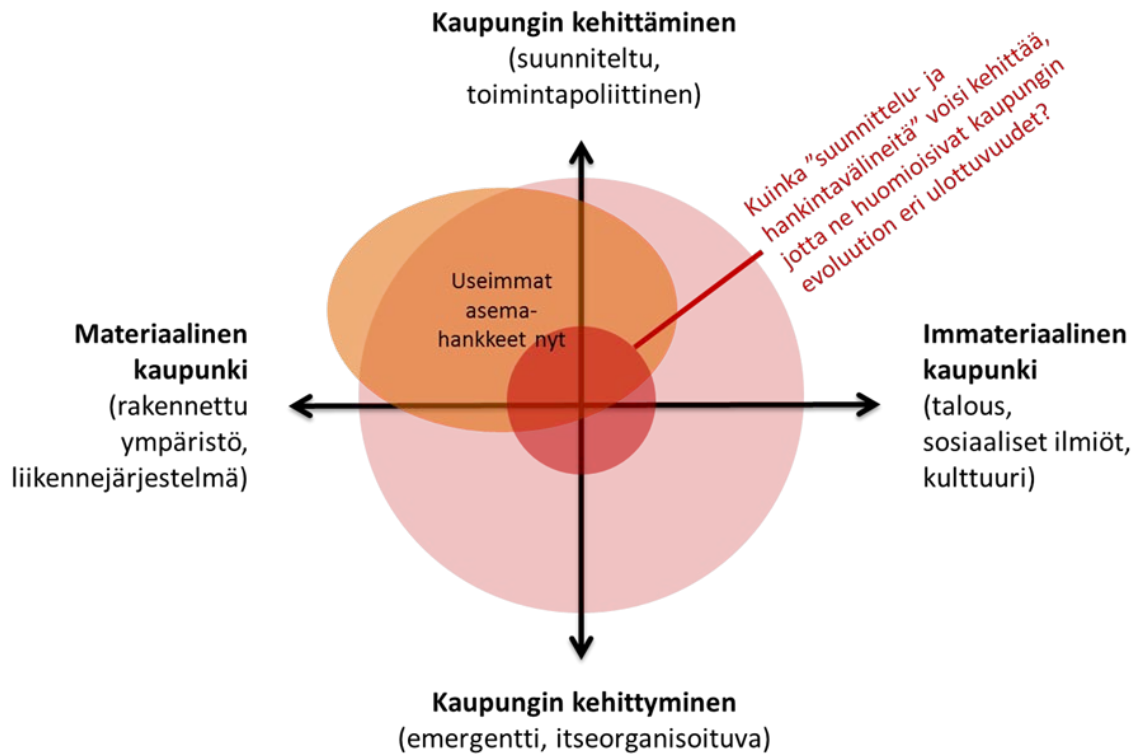 Kaupungin kehittäminen
(suunniteltu,
toimintapoliittinen)
Kuinka ”suunnittelu- ja
hankintavälineitä” voisi kehittää,
jotta ne huomioisivat kaupungin
evoluution eri ulottuvuudet?
Useimmat
asema-
hankkeet nyt
Materiaalinen
kaupunki
(rakennettu
ympäristö,
liikennejärjestelmä)
Immateriaalinen
kaupunki
(talous,
sosiaaliset ilmiöt,
kulttuuri)
Kaupungin kehittyminen
(emergentti, itseorganisoituva)